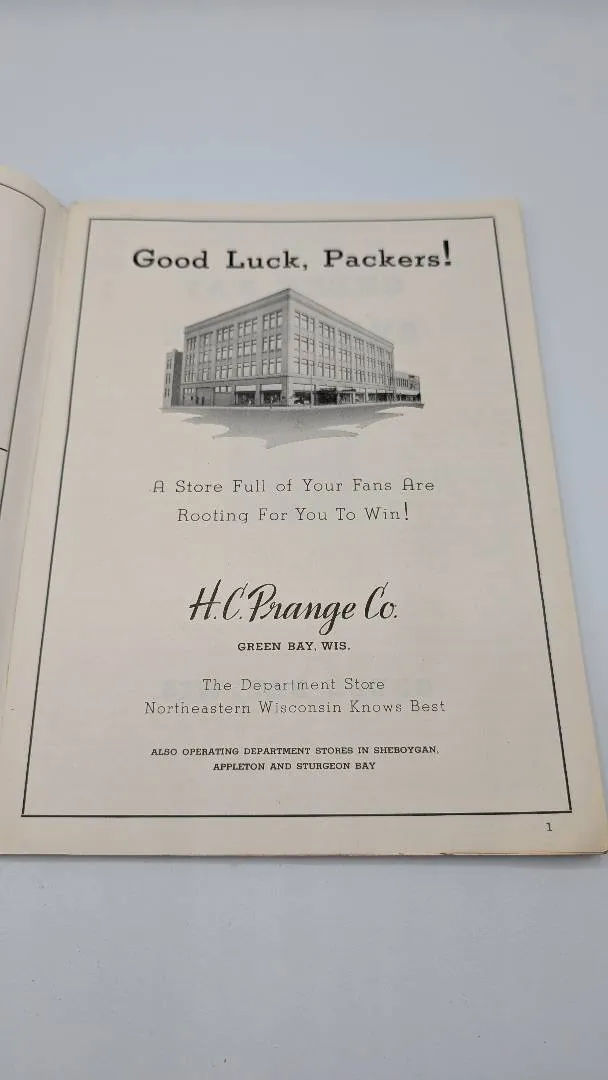 Good Luck, Packers!
A Store Full of Your Fans Are
Rooting For You To Win!
H.C. Prange Co.
GREEN BAY, WIS.
The Department Store
Northeastern Wisconsin Knows Best
ALSO OPERATING DEPARTMENT STORES IN SHEBOYGAN,
APPLETON AND STURGEON BAY
1